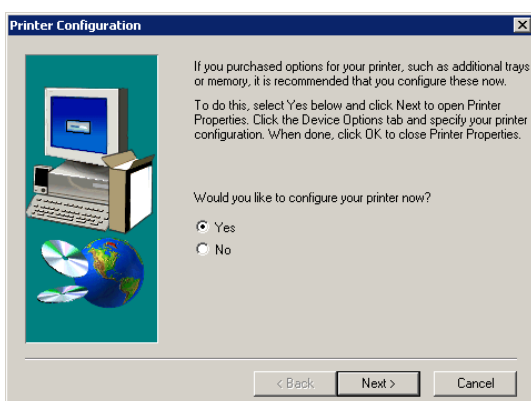 Printer Configuration
If you purchased options for your printer, such as additional trays
or memory, it is recommended that you configure these now.
To do this, select Yes below and click Next to open Printer
Properties. Click the Device Options tab and specify your printer
configuration. When done, click OK to close Printer Properties.
Would you like to configure your printer now?
Yes
No
< Back
Next >
Cancel